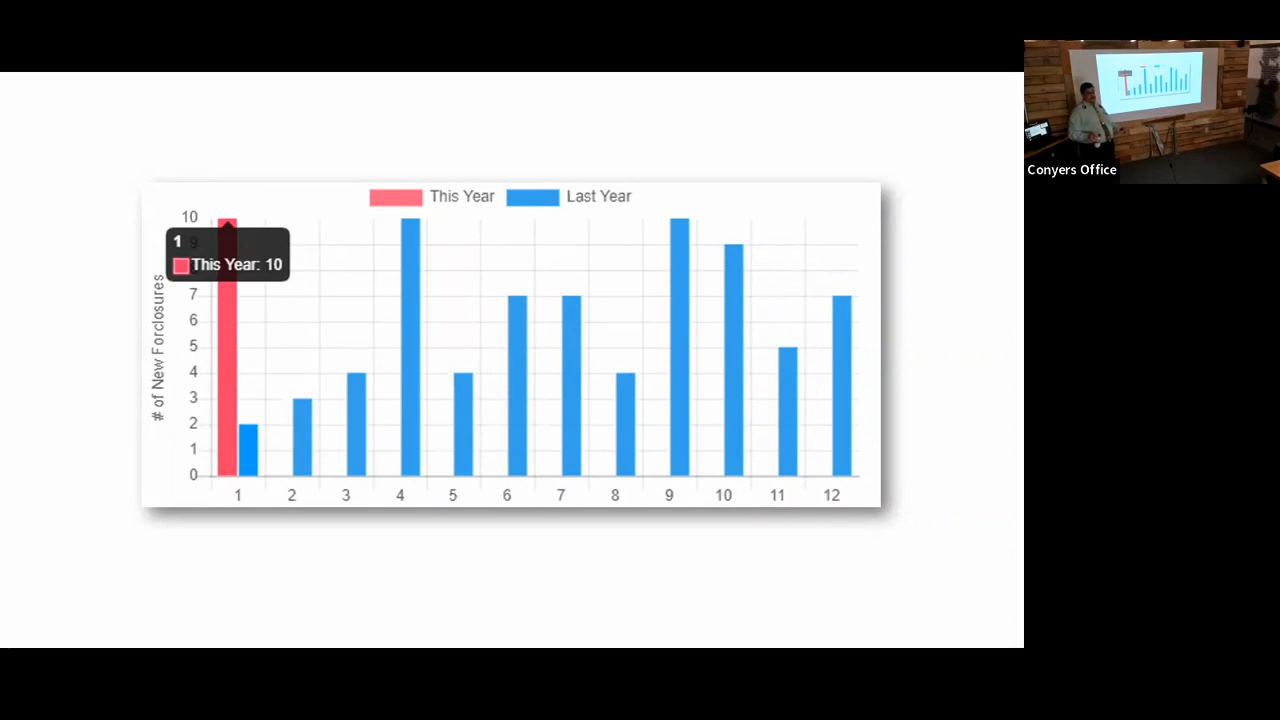 This Year Last Year
10
9
7
6
5
4
3
2
1
0
1
This Year: 10
# of New Forclosures
1 2 3 4 5 6 7 8 9 10 11 12
Conyers Office